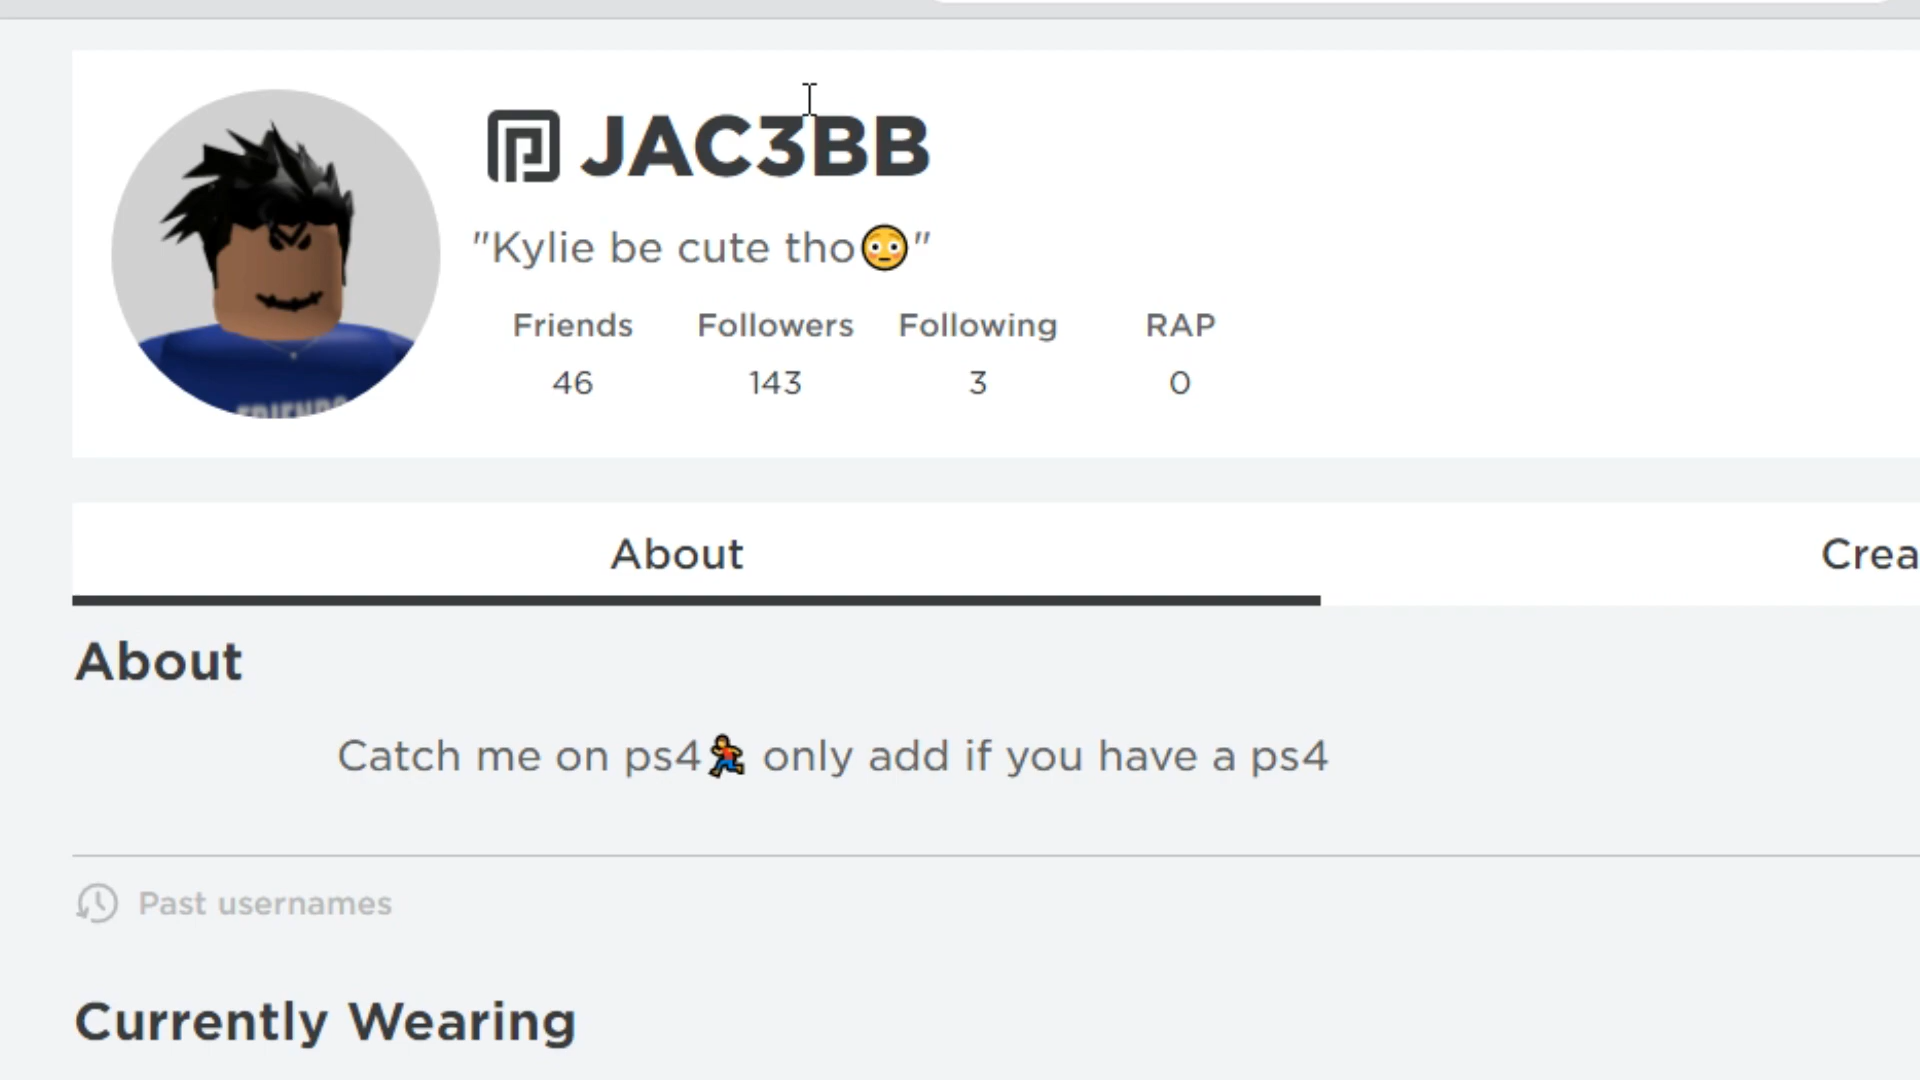 JAC3BB
"Kylie be cute tho😳"
Friends Followers Following RAP
46 143 3 0
About Crea
About
Catch me on ps4🏃 only add if you have a ps4
Past usernames
Currently Wearing
FRIENDS